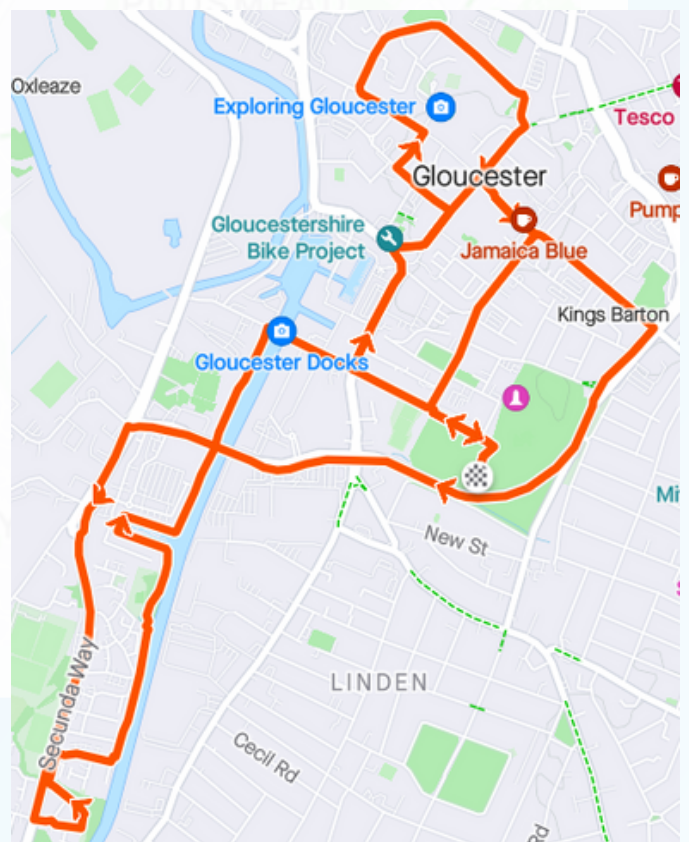 Oxleaze
Exploring Gloucester
Tesco
Gloucester
Pump
Gloucestershire
Bike Project
Jamaica Blue
Kings Barton
Gloucester Docks
Mi
New St
LINDEN
Secunda Way
Cecil Rd
Rd